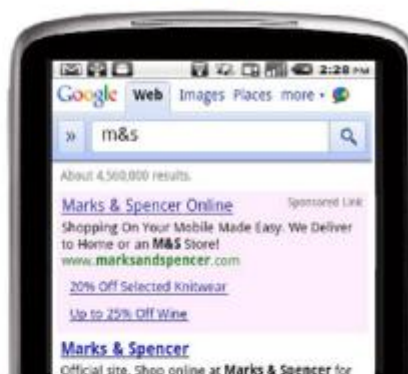 2:28 PM
Google Web Images Places more
» m&s
About 4,560,000 results.
Marks & Spencer Online Sponsored Link
Shopping On Your Mobile Made Easy. We Deliver
to Home or an M&S Store!
www.marksandspencer.com
20% Off Selected Knitwear
Up to 25% Off Wine
Marks & Spencer
Official site. Shop online at Marks & Spencer for